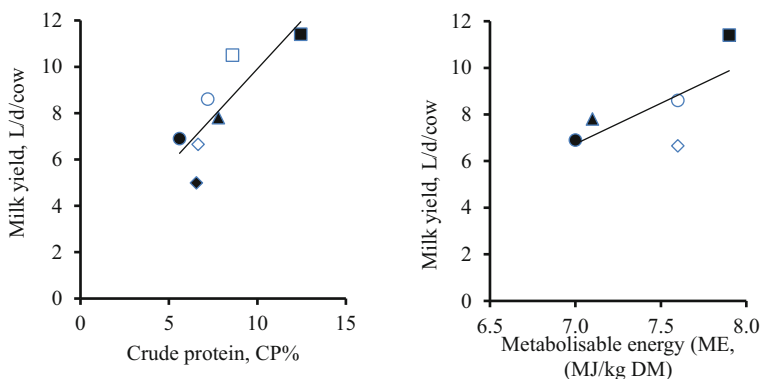 12
10
8
6
4
2
0
Milk yield, L/d/cow
0 5 10 15
Crude protein, CP%
12
10
8
6
4
2
0
Milk yield, L/d/cow
6.5 7.0 7.5 8.0
Metabolisable energy (ME,
(MJ/kg DM)